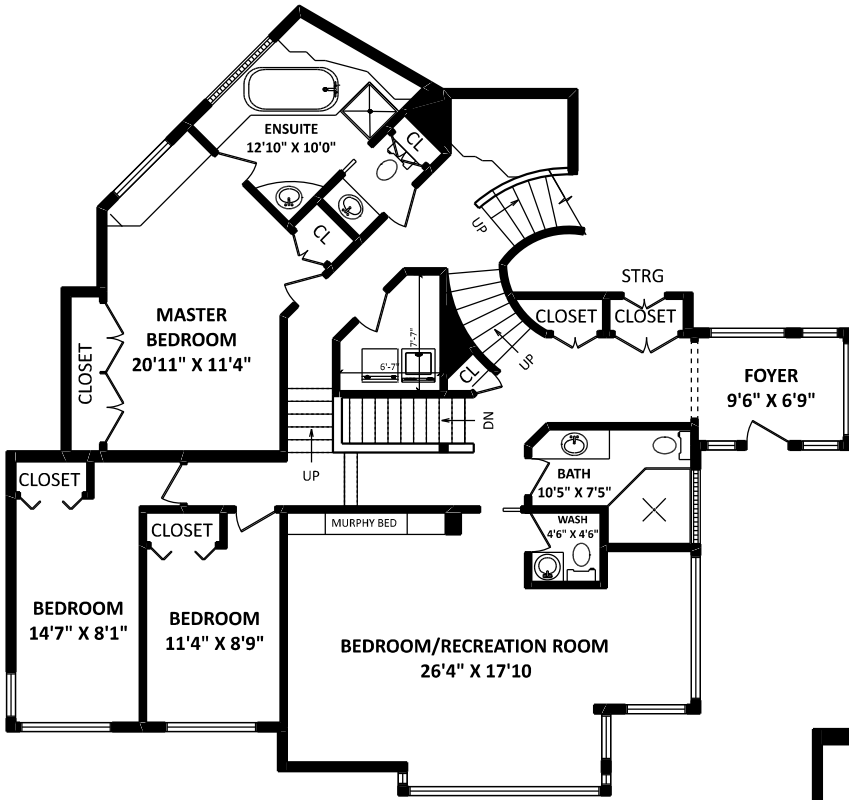 ENSUITE
12'10" X 10'0"
CL
CL
UP
STRG
CLOSET
CLOSET
MASTER
BEDROOM
20'11" X 11'4"
CLOSET
7'-7"
6'-7"
UP
CL
FOYER
9'6" X 6'9"
DN
UP
CLOSET
BATH
10'5" X 7'5"
CLOSET
MURPHY BED
WASH
4'6" X 4'6"
BEDROOM
14'7" X 8'1"
BEDROOM
11'4" X 8'9"
BEDROOM/RECREATION ROOM
26'4" X 17'10